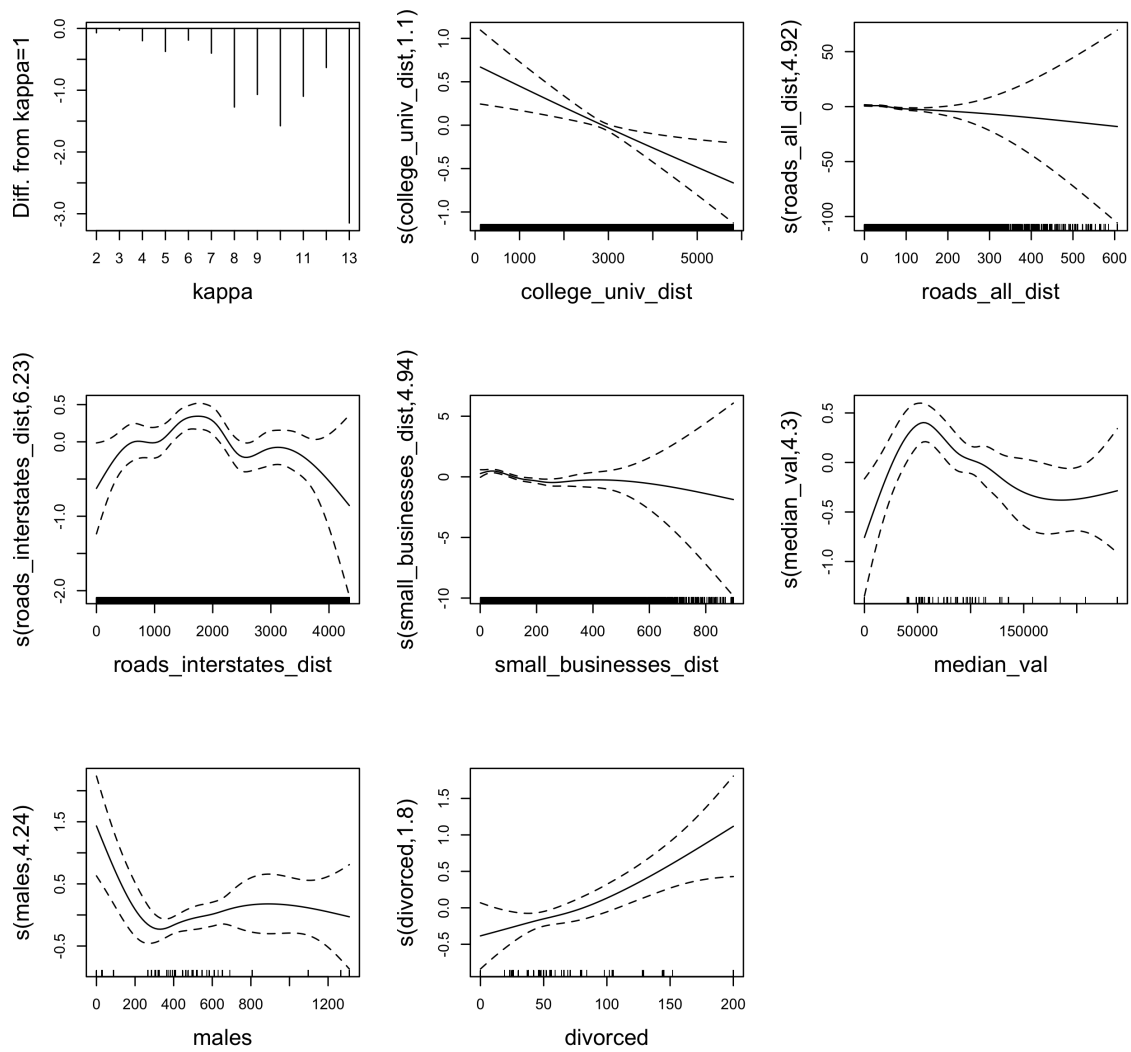 Diff. from kappa=1
0.0
-1.0
-2.0
-3.0
2 3 4 5 6 7 8 9 11 13
kappa
s(college_univ_dist,1.1)
1.0
0.5
0.0
-0.5
-1.0
0 1000 3000 5000
college_univ_dist
s(roads_all_dist,4.92)
50
0
-50
-100
0 100 200 300 400 500 600
roads_all_dist
s(roads_interstates_dist,6.23)
0.5
0.0
-1.0
-2.0
0 1000 2000 3000 4000
roads_interstates_dist
s(small_businesses_dist,4.94)
5
0
-5
-10
0 200 400 600 800
small_businesses_dist
s(median_val,4.3)
0.5
0.0
-0.5
-1.0
0 50000 150000
median_val
s(males,4.24)
1.5
0.5
-0.5
0 200 400 600 800 1200
males
s(divorced,1.8)
1.5
1.0
0.5
0.0
-0.5
0 50 100 150 200
divorced